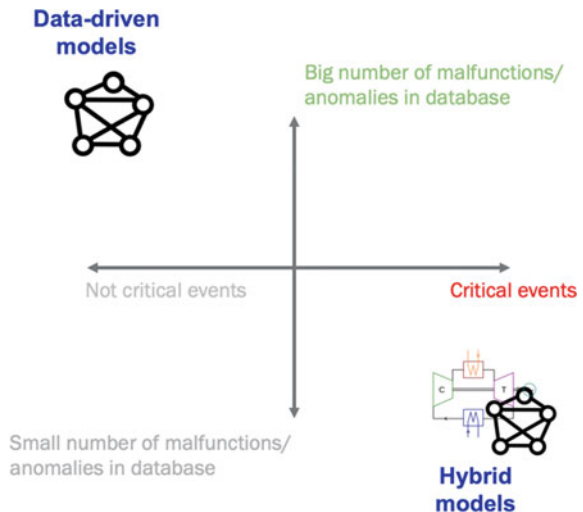 Data-driven
models
Big number of malfunctions/
anomalies in database
Not critical events
Critical events
C
T
Small number of malfunctions/
anomalies in database
Hybrid
models